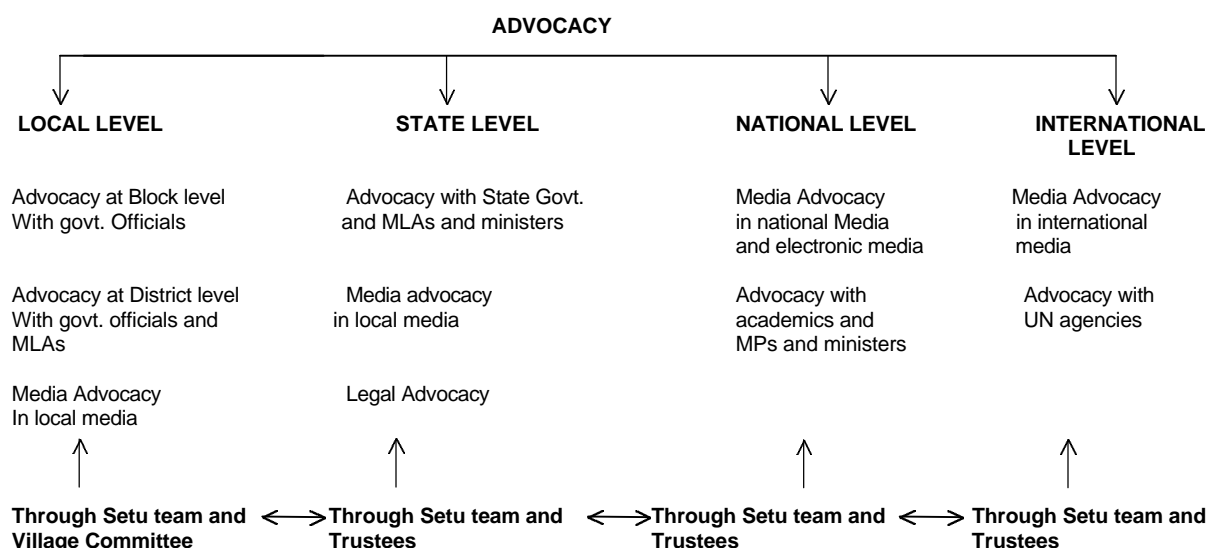 ADVOCACY
LOCAL LEVEL
STATE LEVEL
NATIONAL LEVEL
INTERNATIONAL
LEVEL
Advocacy at Block level
With govt. Officials
Advocacy with State Govt.
and MLAs and ministers
Media Advocacy
in national Media
and electronic media
Media Advocacy
in international
media
Advocacy at District level
With govt. officials and
MLAs
Media advocacy
in local media
Advocacy with
academics and
MPs and ministers
Advocacy with
UN agencies
Media Advocacy
In local media
Legal Advocacy
Through Setu team and
Village Committee
Through Setu team and
Trustees
Through Setu team and
Trustees
Through Setu team and
Trustees